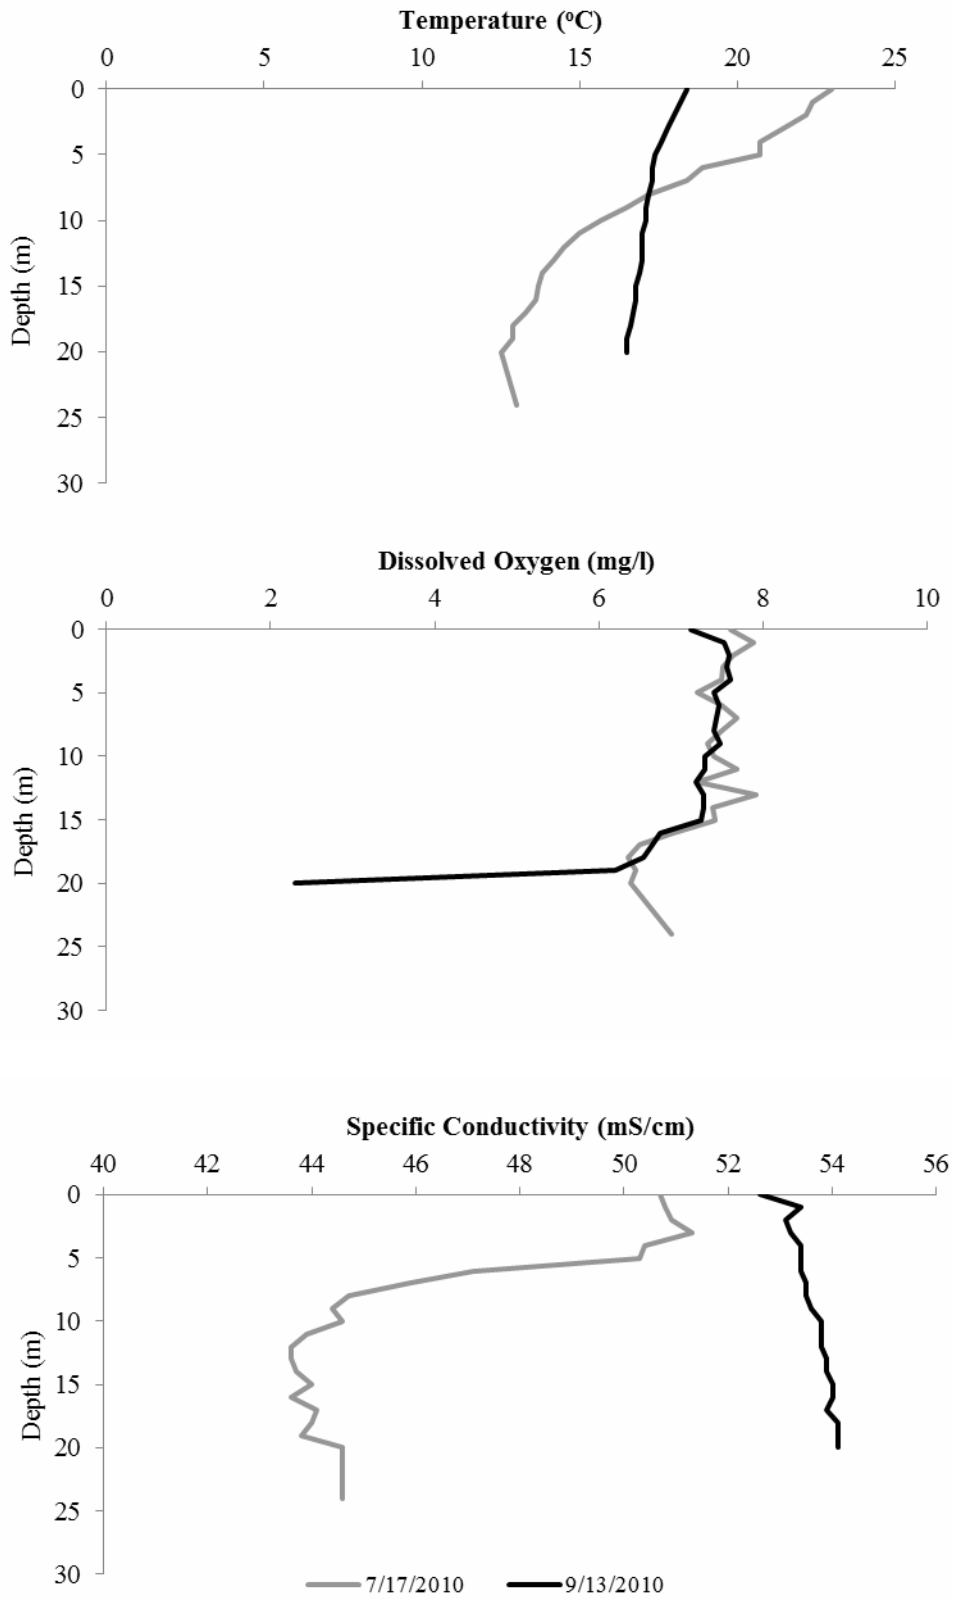 Temperature (ºC)
0 5 10 15 20 25
0
5
10
15
20
25
30
Depth (m)
Dissolved Oxygen (mg/l)
0 2 4 6 8 10
0
5
10
15
20
25
30
Depth (m)
Specific Conductivity (mS/cm)
40 42 44 46 48 50 52 54 56
0
5
10
15
20
25
30
Depth (m)
7/17/2010 9/13/2010